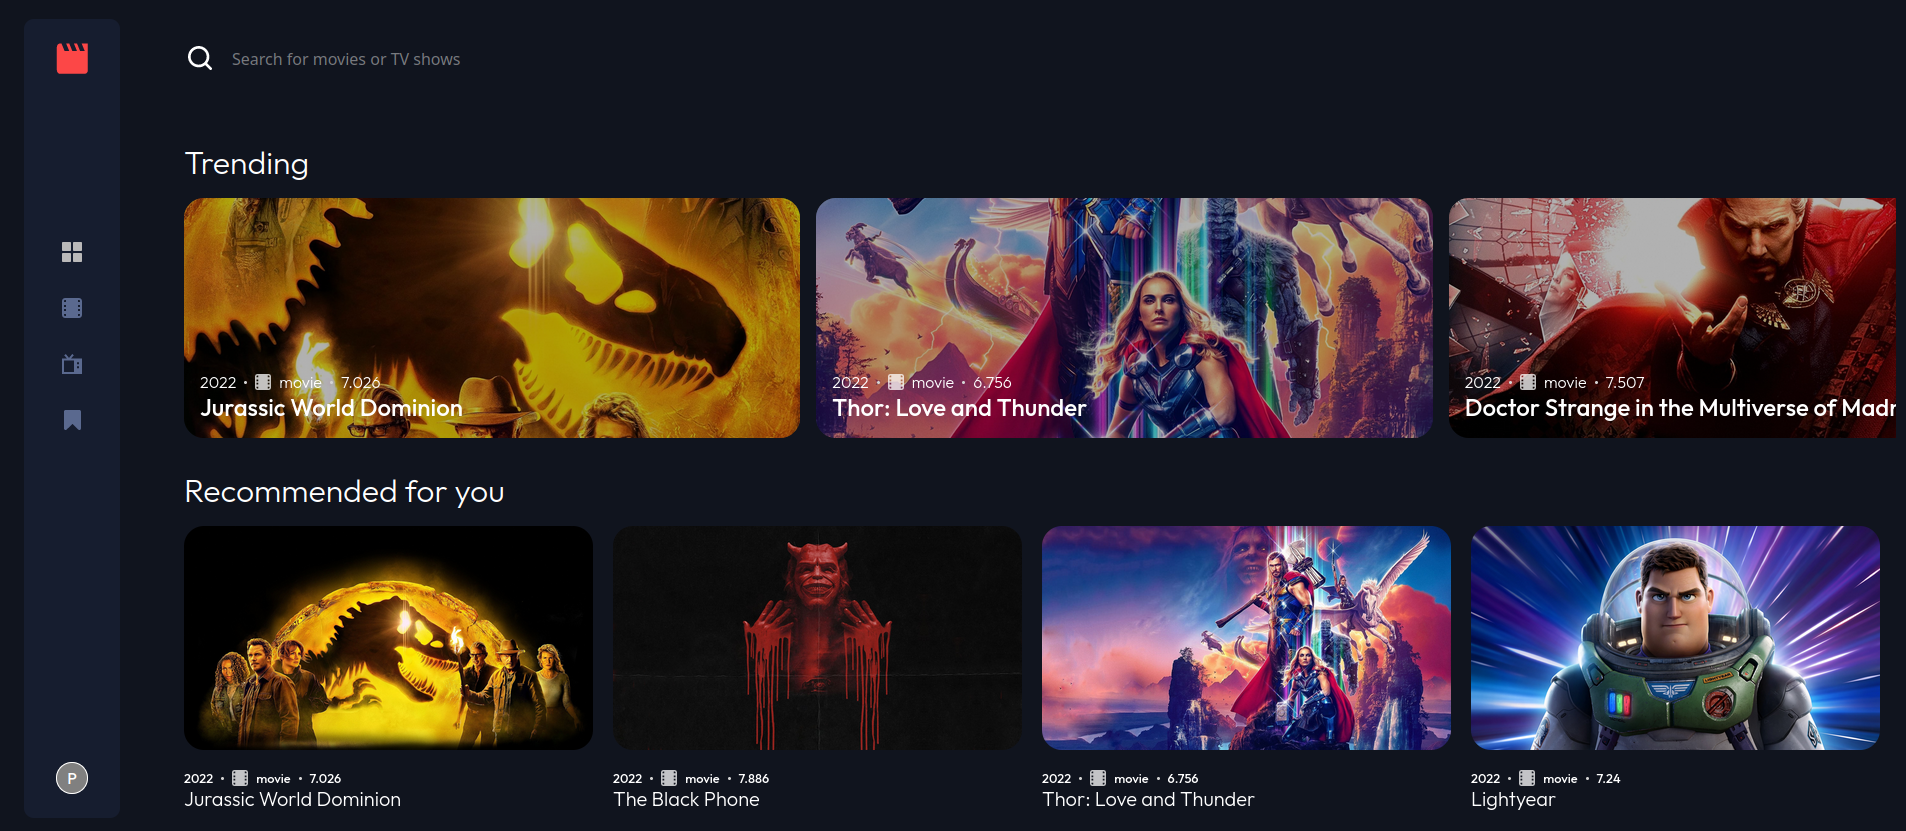 Search for movies or TV shows
Trending
2022 • movie • 7.026
Jurassic World Dominion
2022 • movie • 6.756
Thor: Love and Thunder
2022 • movie • 7.507
Doctor Strange in the Multiverse of Madn
Recommended for you
2022 • movie • 7.026
Jurassic World Dominion
2022 • movie • 7.886
The Black Phone
2022 • movie • 6.756
Thor: Love and Thunder
2022 • movie • 7.24
Lightyear
P